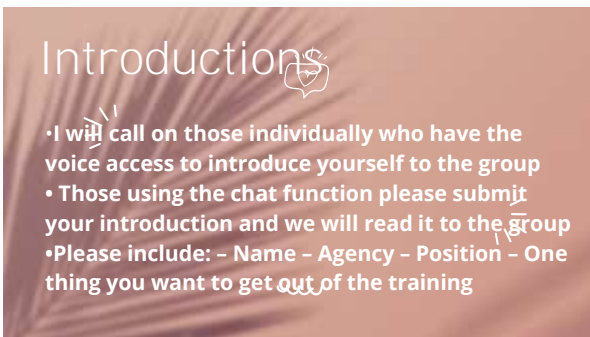 Introductions
•I will call on those individually who have the
voice access to introduce yourself to the group
• Those using the chat function please submit
your introduction and we will read it to the group
•Please include: – Name – Agency – Position – One
thing you want to get out of the training